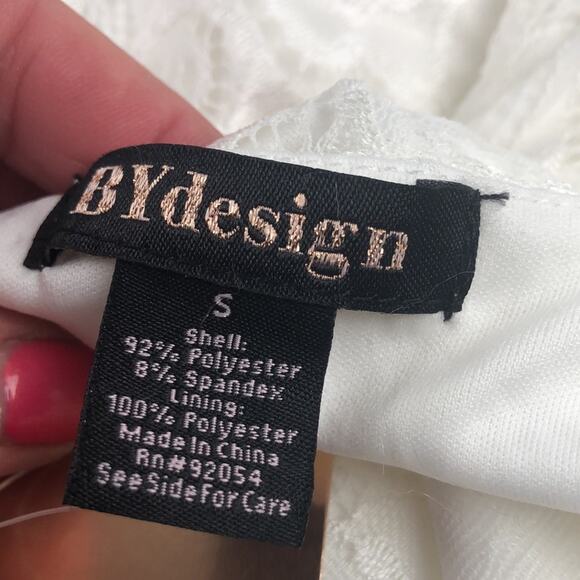 BYdesign
S
Shell:
92% Polyester
8% Spandex
Lining:
100% Polyester
Made In China
Rn#92054
See Side For Care